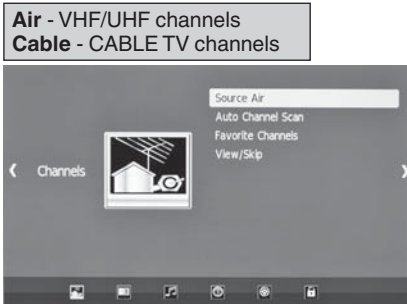 Air - VHF/UHF channels
Cable - CABLE TV channels
Source Air
Auto Channel Scan
Favorite Channels
View/Skip
Channels